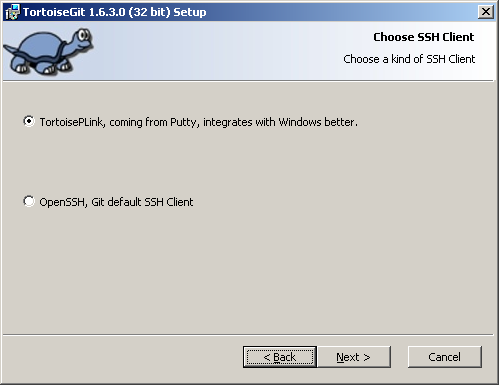 TortoiseGit 1.6.3.0 (32 bit) Setup
Choose SSH Client
Choose a kind of SSH Client
TortoisePLink, coming from Putty, integrates with Windows better.
OpenSSH, Git default SSH Client
< Back
Next >
Cancel